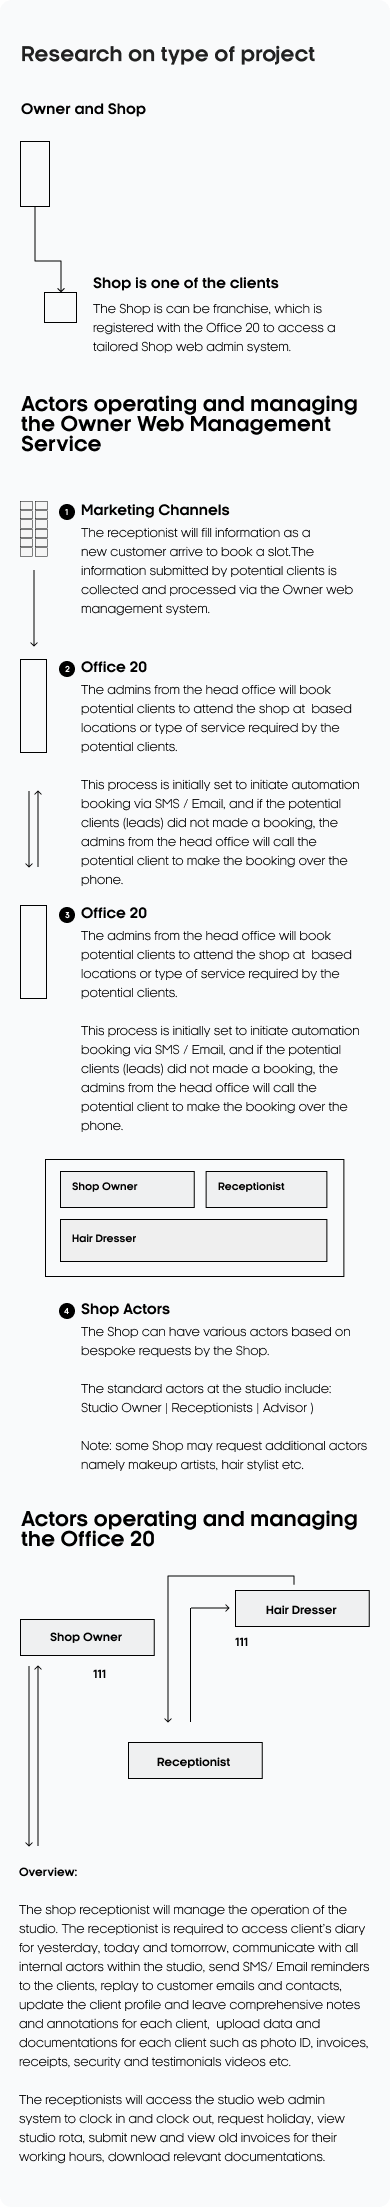 Research on type of project
Owner and Shop
Shop is one of the clients
The Shop is can be franchise, which is
registered with the Office 20 to access a
tailored Shop web admin system.
Actors operating and managing
the Owner Web Management
Service
1 Marketing Channels
The receptionist will fill information as a
new customer arrive to book a slot.The
information submitted by potential clients is
collected and processed via the Owner web
management system.
2 Office 20
The admins from the head office will book
potential clients to attend the shop at  based
locations or type of service required by the
potential clients.
This process is initially set to initiate automation
booking via SMS / Email, and if the potential
clients (leads) did not made a booking, the
admins from the head office will call the
potential client to make the booking over the
phone.
3 Office 20
The admins from the head office will book
potential clients to attend the shop at  based
locations or type of service required by the
potential clients.
This process is initially set to initiate automation
booking via SMS / Email, and if the potential
clients (leads) did not made a booking, the
admins from the head office will call the
potential client to make the booking over the
phone.
Shop Owner
Receptionist
Hair Dresser
4 Shop Actors
The Shop can have various actors based on
bespoke requests by the Shop.
The standard actors at the studio include:
Studio Owner | Receptionists | Advisor )
Note: some Shop may request additional actors
namely makeup artists, hair stylist etc.
Actors operating and managing
the Office 20
Hair Dresser
Shop Owner
111
111
Receptionist
Overview:
The shop receptionist will manage the operation of the
studio. The receptionist is required to access client's diary
for yesterday, today and tomorrow, communicate with all
internal actors within the studio, send SMS/ Email reminders
to the clients, replay to customer emails and contacts,
update the client profile and leave comprehensive notes
and annotations for each client,  upload data and
documentations for each client such as photo ID, invoices,
receipts, security and testimonials videos etc.
The receptionists will access the studio web admin
system to clock in and clock out, request holiday, view
studio rota, submit new and view old invoices for their
working hours, download relevant documentations.